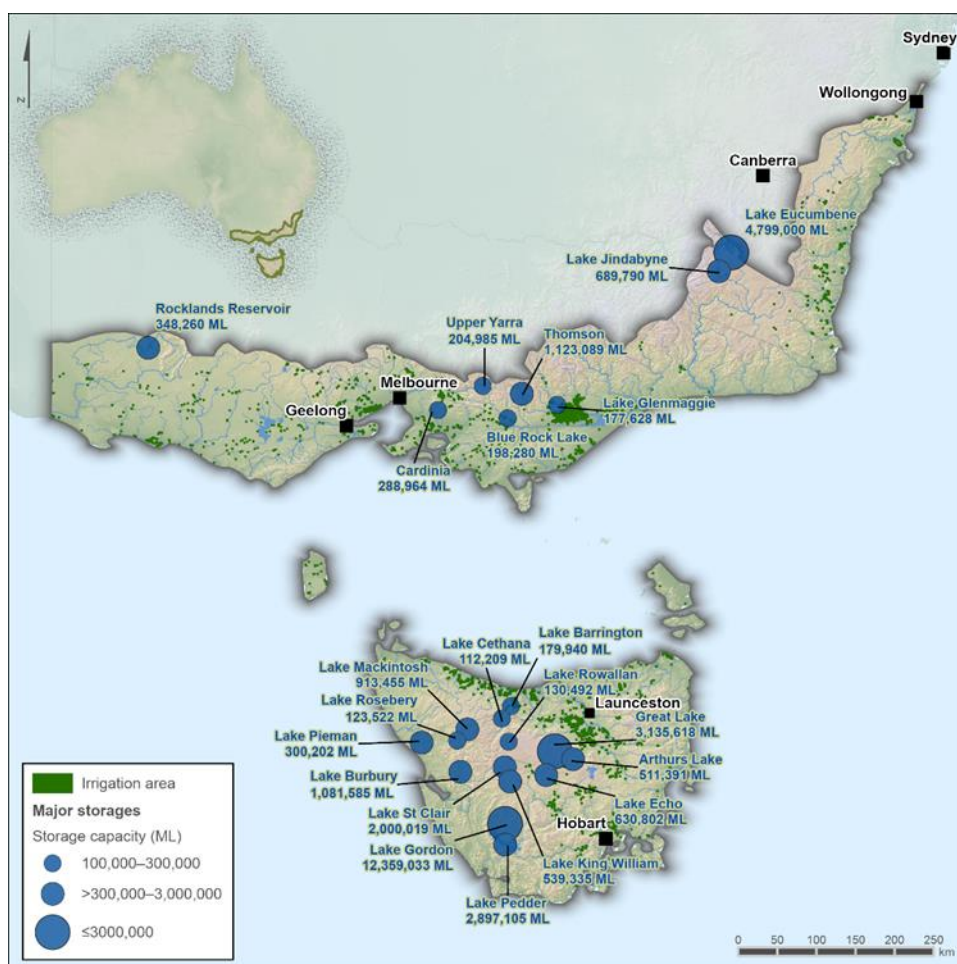 Sydney
Wollongong
Canberra
Lake Eucumbene
4,799,000 ML
Lake Jindabyne
689,790 ML
Rocklands Reservoir
348,260 ML
Upper Yarra
204,985 ML
Thomson
1,123,089 ML
Melbourne
Geelong
Lake Glenmaggie
177,628 ML
Blue Rock Lake
198,280 ML
Cardinia
288,964 ML
Lake Barrington
179,940 ML
Lake Cethana
112,209 ML
Lake Mackintosh
913,455 ML
Lake Rowallan
130,492 ML
Lake Rosebery
123,522 ML
Launceston
Great Lake
3,135,618 ML
Lake Pieman
300,202 ML
Arthurs Lake
511,391 ML
Lake Burbury
1,081,585 ML
Lake Echo
630,802 ML
Lake St Clair
2,000,019 ML
Hobart
Lake Gordon
12,359,033 ML
Lake King William
539,335 ML
Lake Pedder
2,897,105 ML
N
Irrigation area
Major storages
Storage capacity (ML)
100,000–300,000
>300,000–3,000,000
≤3000,000
0 50 100 150 200 250
km